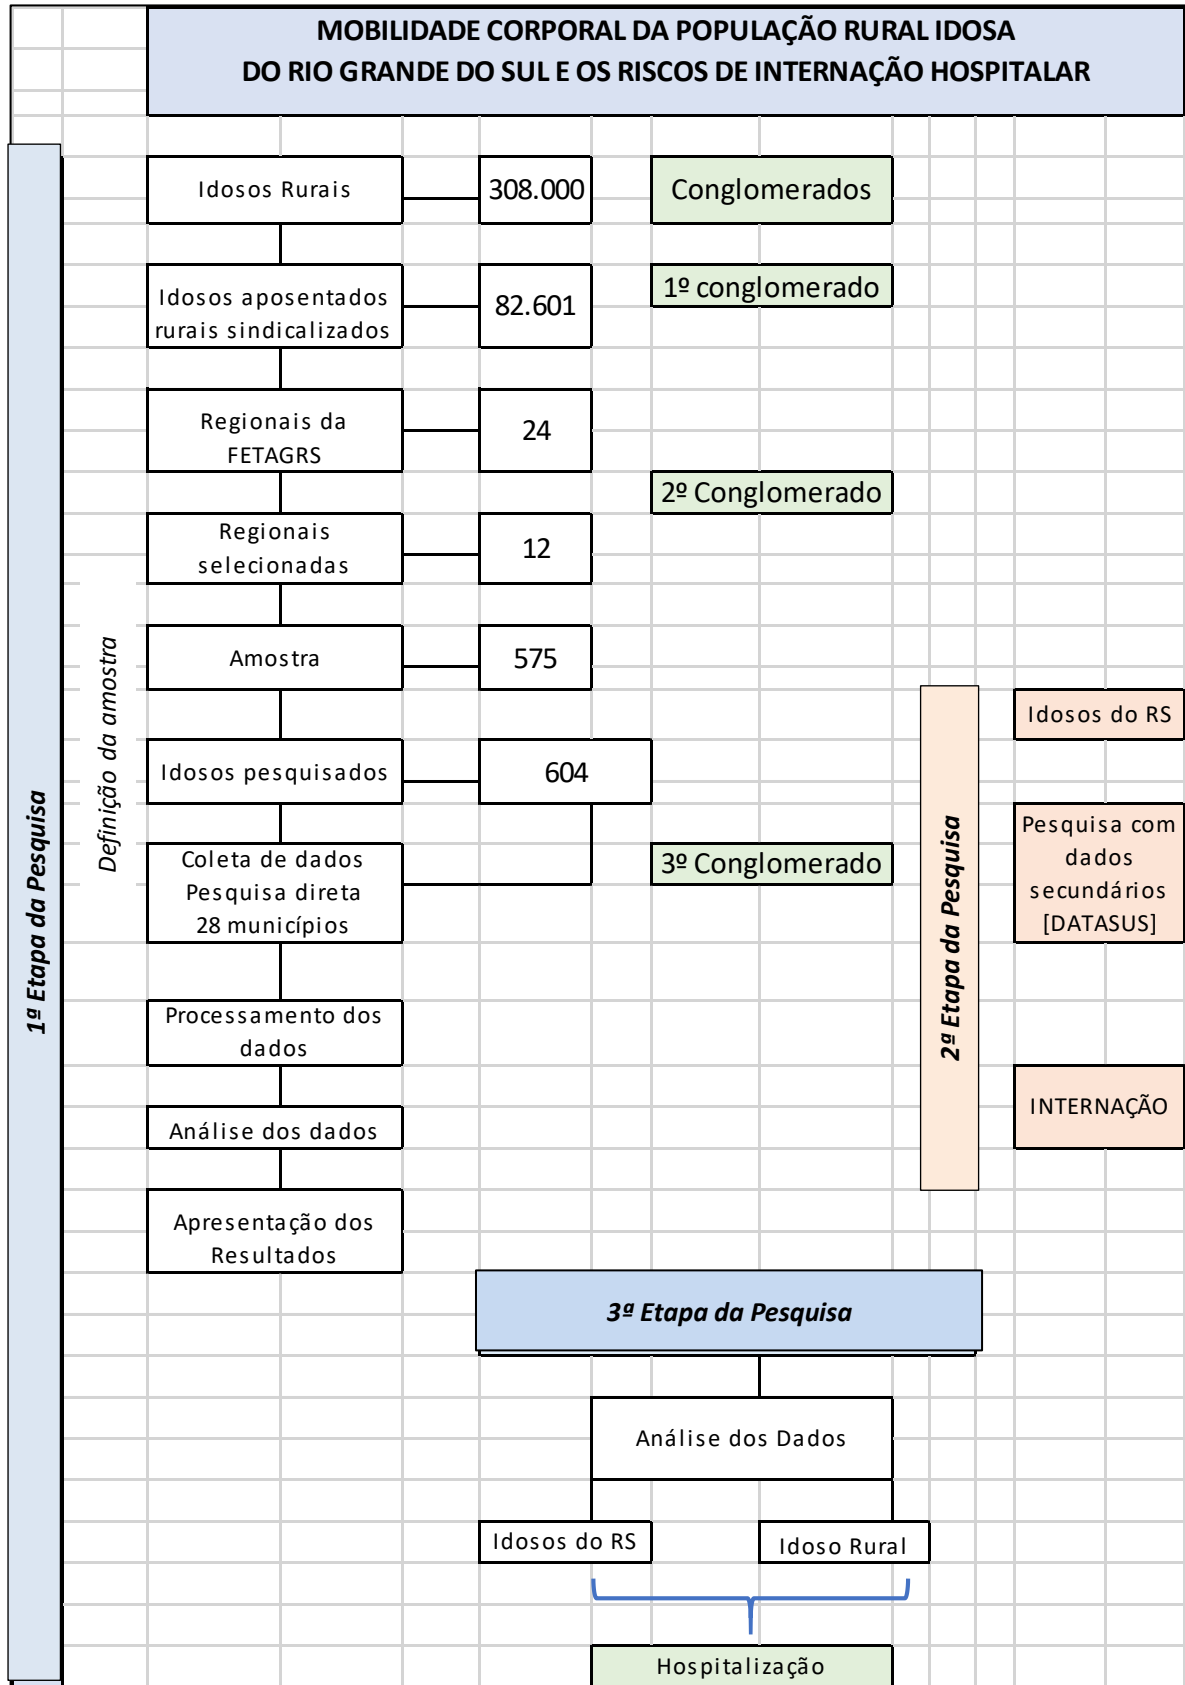 MOBILIDADE CORPORAL DA POPULAÇÃO RURAL IDOSA
DO RIO GRANDE DO SUL E OS RISCOS DE INTERNAÇÃO HOSPITALAR
1ª Etapa da Pesquisa
Definição da amostra
Idosos Rurais
308.000
Conglomerados
Idosos aposentados
rurais sindicalizados
82.601
1º conglomerado
Regionais da
FETAGRS
24
2º Conglomerado
Regionais
selecionadas
12
Amostra
575
Idosos pesquisados
604
Coleta de dados
Pesquisa direta
28 municípios
3º Conglomerado
Processamento dos
dados
Análise dos dados
Apresentação dos
Resultados
2ª Etapa da Pesquisa
Idosos do RS
Pesquisa com
dados
secundários
[DATASUS]
INTERNAÇÃO
3ª Etapa da Pesquisa
Análise dos Dados
Idosos do RS
Idoso Rural
Hospitalização